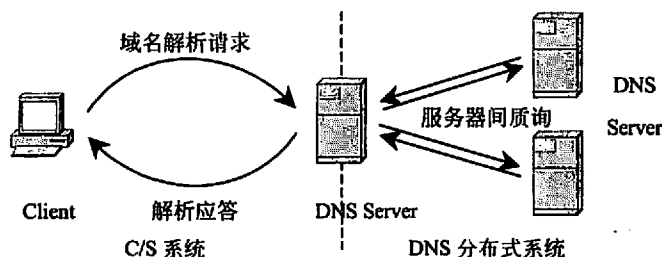 域名解析请求
服务器间质询
DNS
Server
Client
解析应答
DNS Server
C/S 系统
DNS 分布式系统